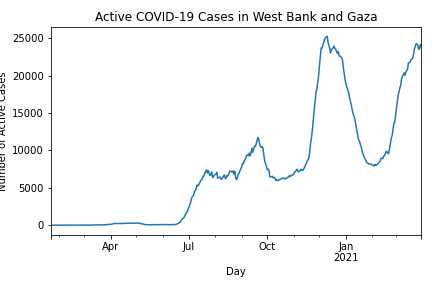 Active COVID-19 Cases in West Bank and Gaza
Number of Active Cases
25000
20000
15000
10000
5000
0
Apr
Jul
Oct
Jan
2021
Day